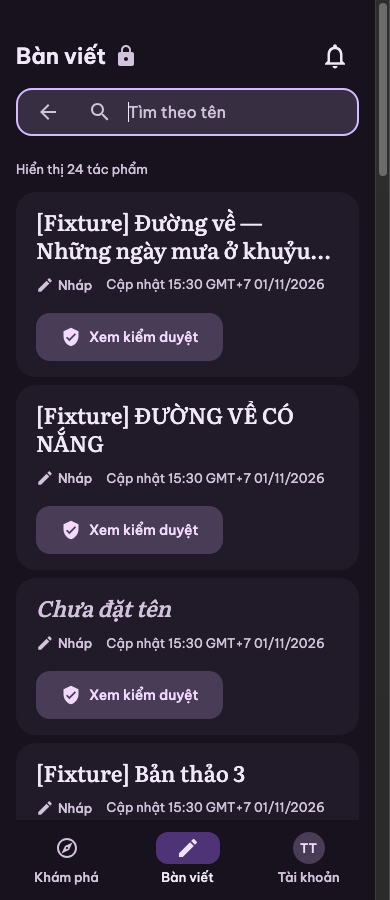 Bàn viết
Tìm theo tên
Hiển thị 24 tác phẩm
[Fixture] Đường về —
Những ngày mưa ở khuỷu...
Nháp Cập nhật 15:30 GMT+7 01/11/2026
Xem kiểm duyệt
[Fixture] ĐƯỜNG VỀ CÓ
NẮNG
Nháp Cập nhật 15:30 GMT+7 01/11/2026
Xem kiểm duyệt
Chưa đặt tên
Nháp Cập nhật 15:30 GMT+7 01/11/2026
Xem kiểm duyệt
[Fixture] Bản thảo 3
Nháp Cập nhật 15:30 GMT+7 01/11/2026
TT
Khám phá Bàn viết Tài khoản